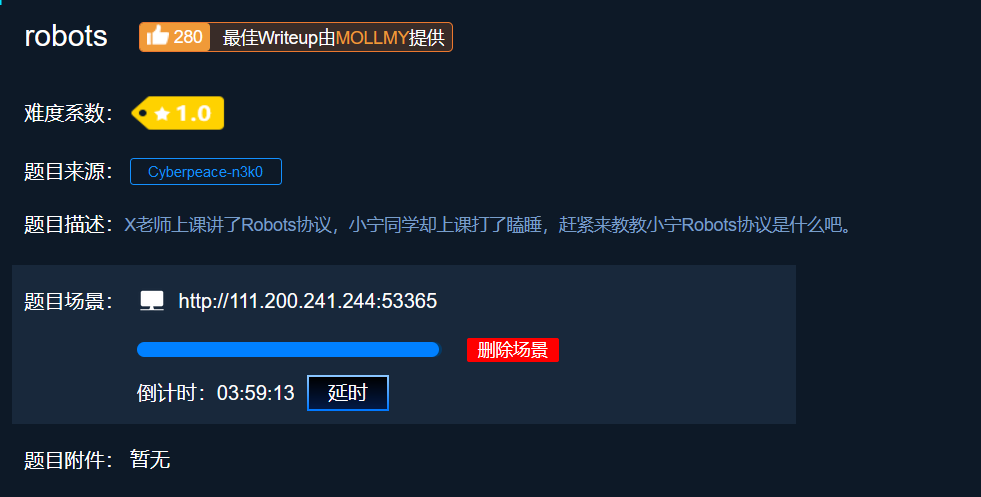 robots 280 最佳Writeup由MOLLMY提供
难度系数： 1.0
题目来源： Cyberpeace-n3k0
题目描述：X老师上课讲了Robots协议，小宁同学却上课打了瞌睡，赶紧来教教小宁Robots协议是什么吧。
题目场景： http://111.200.241.244:53365
删除场景
倒计时：03:59:13 延时
题目附件： 暂无